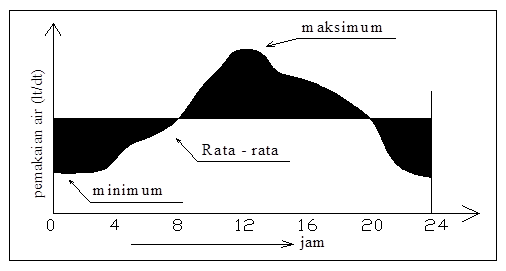 maksimum
pemakaian air (lt/dt)
Rata - rata
minimum
0 4 8 12 16 20 24
jam